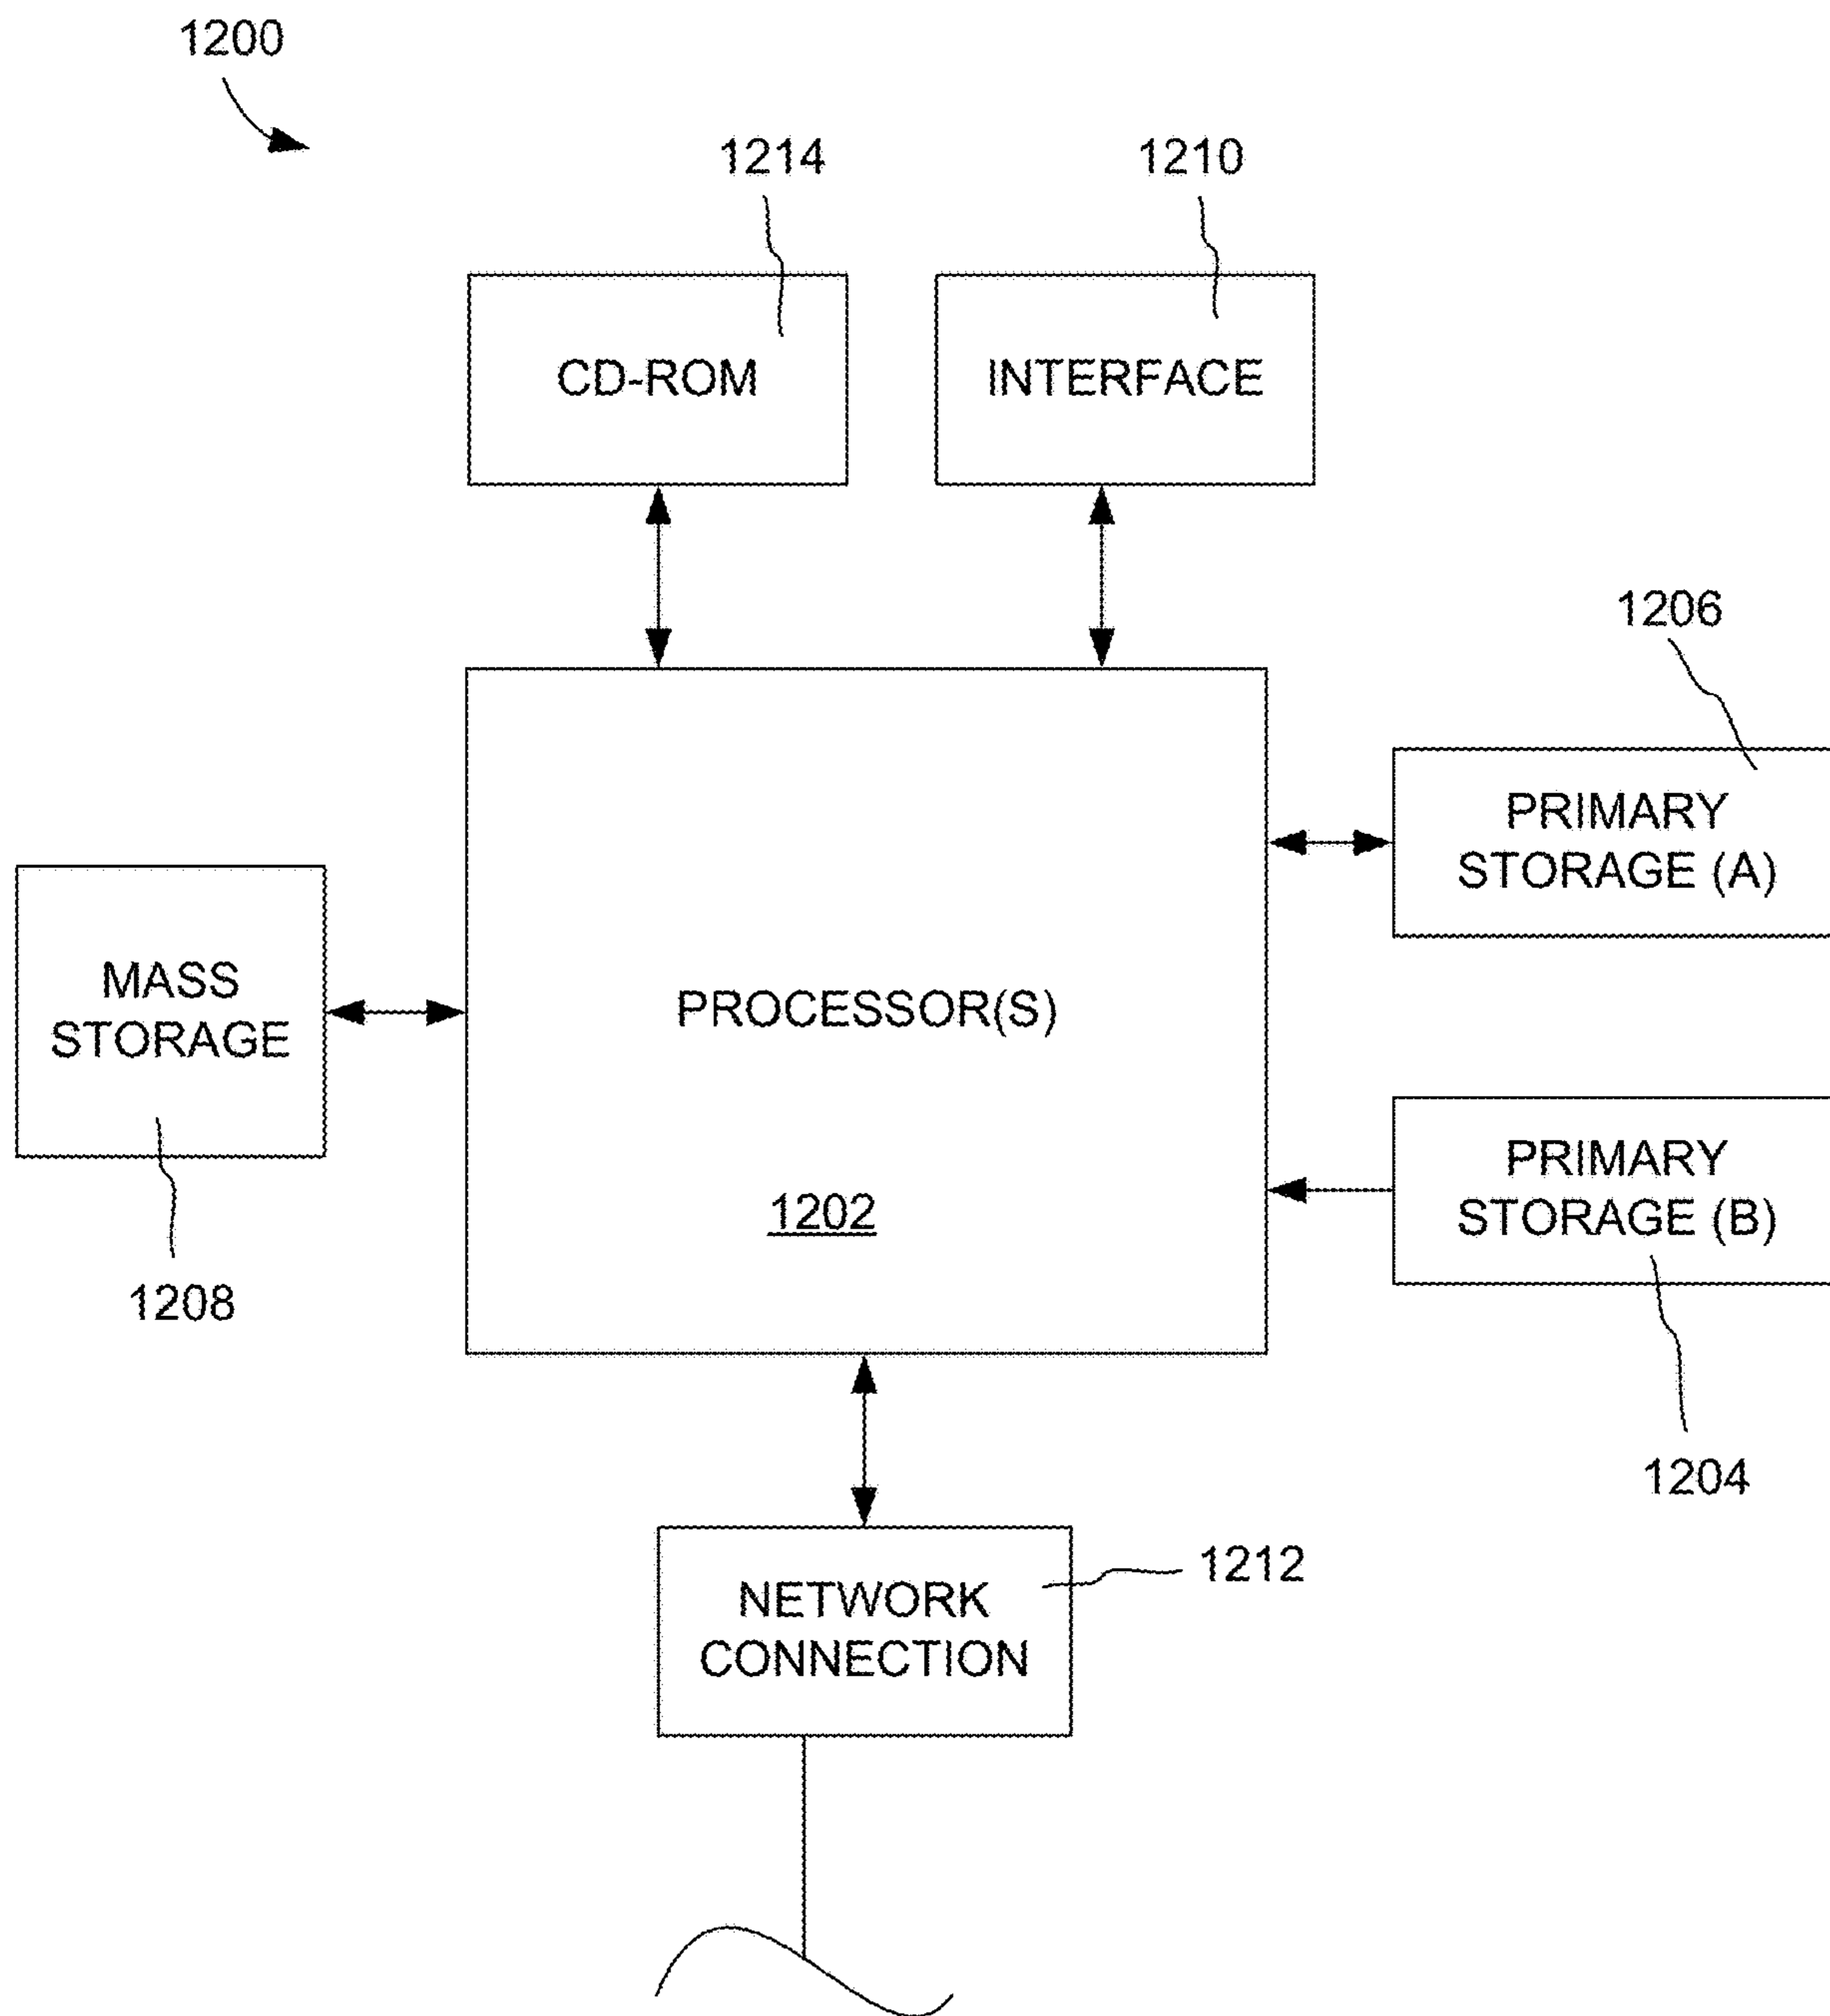 1200
1214
1210
CD-ROM
INTERFACE
1206
PRIMARY
STORAGE (A)
MASS
STORAGE
PROCESSOR(S)
1202
PRIMARY
STORAGE (B)
1208
1204
1212
NETWORK
CONNECTION